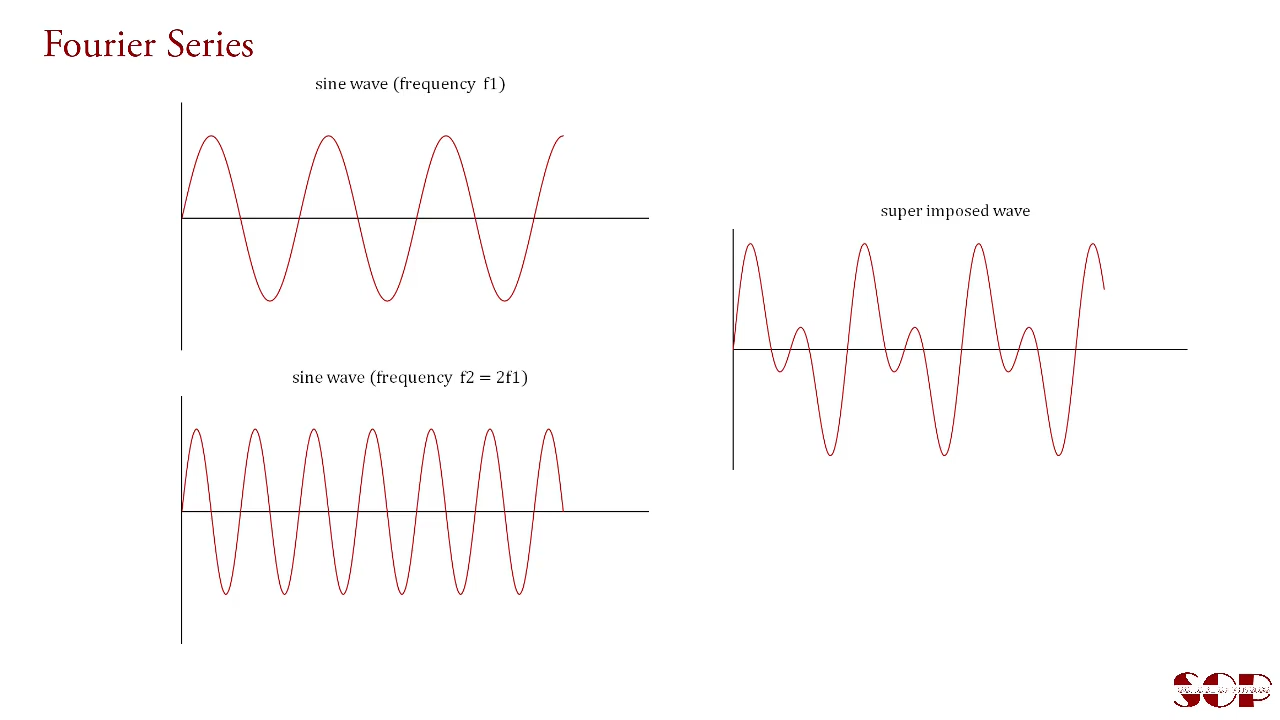 Fourier Series
sine wave (frequency f1)
super imposed wave
sine wave (frequency f2 = 2f1)
SOP